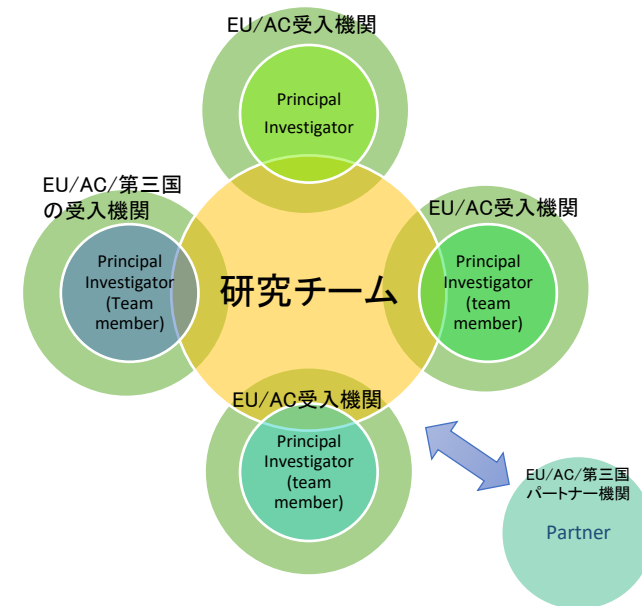 EU/AC受入機関
Principal
Investigator
EU/AC/第三国
の受入機関
Principal
Investigator
(Team
member)
研究チーム
EU/AC受入機関
Principal
Investigator
(team
member)
EU/AC受入機関
Principal
Investigator
(team
member)
EU/AC/第三国
パートナー機関
Partner